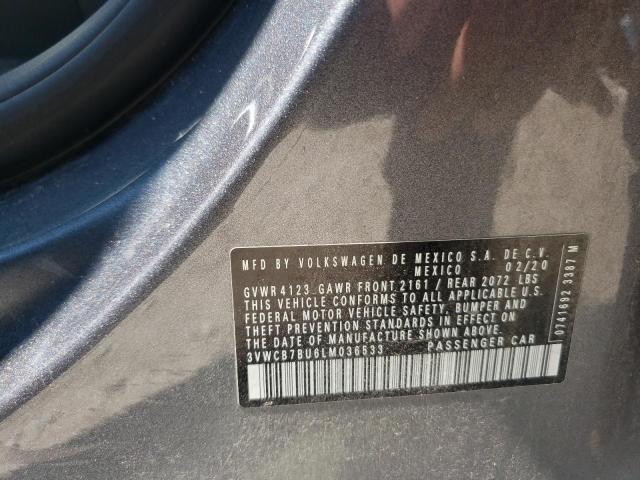 MFD BY VOLKSWAGEN DE MEXICO S.A. DE C.V.
MEXICO 02/20
GVWR 4123 GAWR FRONT 2161 / REAR 2072 LBS
THIS VEHICLE CONFORMS TO ALL APPLICABLE U.S.
FEDERAL MOTOR VEHICLE SAFETY, BUMPER AND
THEFT PREVENTION STANDARDS IN EFFECT ON
THE DATE OF MANUFACTURE SHOWN ABOVE.
3VWCB7BU6LM036533 PASSENGER CAR
0741692 3387 M